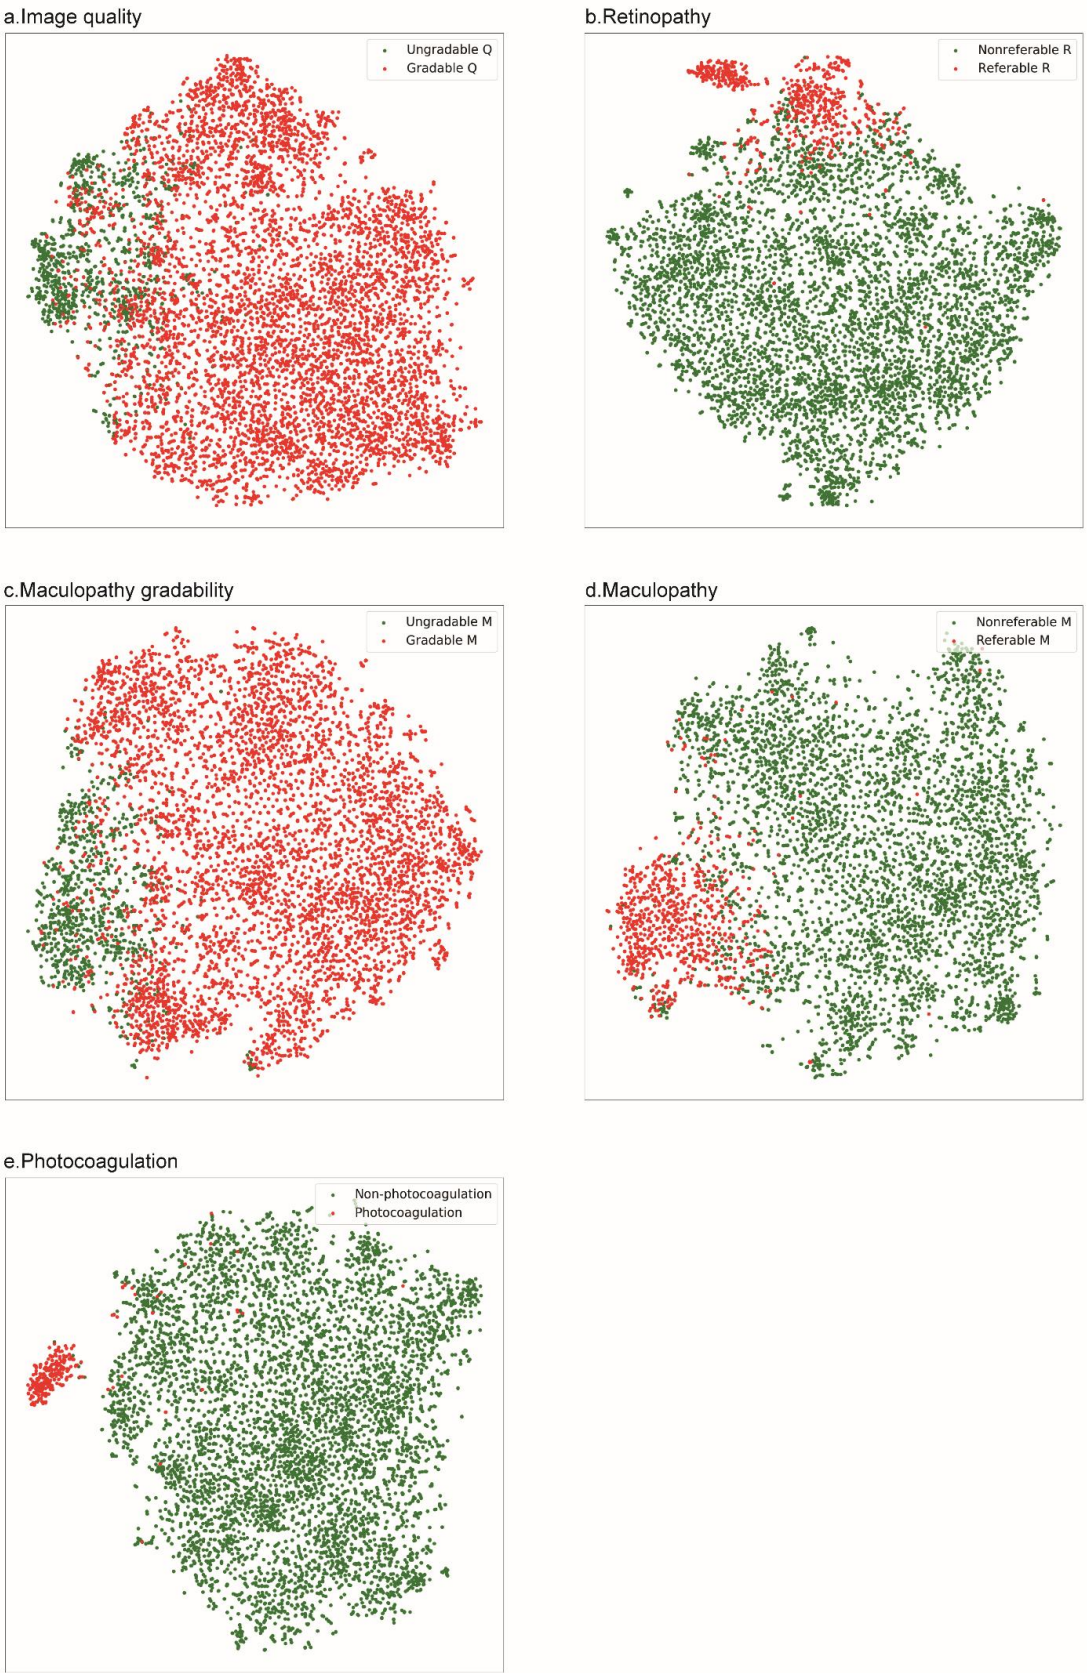 a.Image quality
Ungradable Q
Gradable Q
b.Retinopathy
Nonreferable R
Referable R
c.Maculopathy gradability
Ungradable M
Gradable M
d.Maculopathy
Nonreferable M
Referable M
e.Photocoagulation
Non-photocoagulation
Photocoagulation